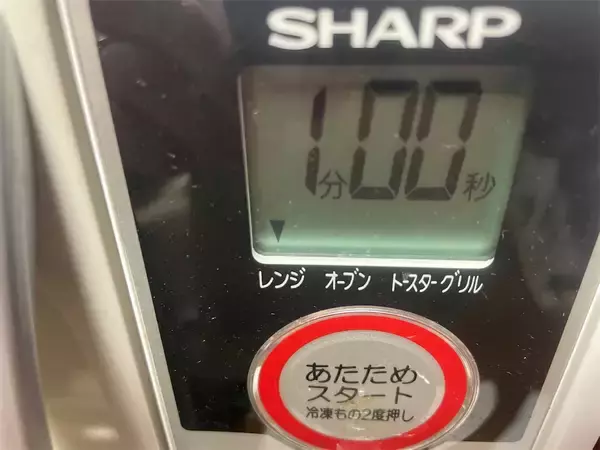 SHARP
1分00秒
レンジ オーブン トースターグリル
あたため
スタート
冷凍もの2度押し